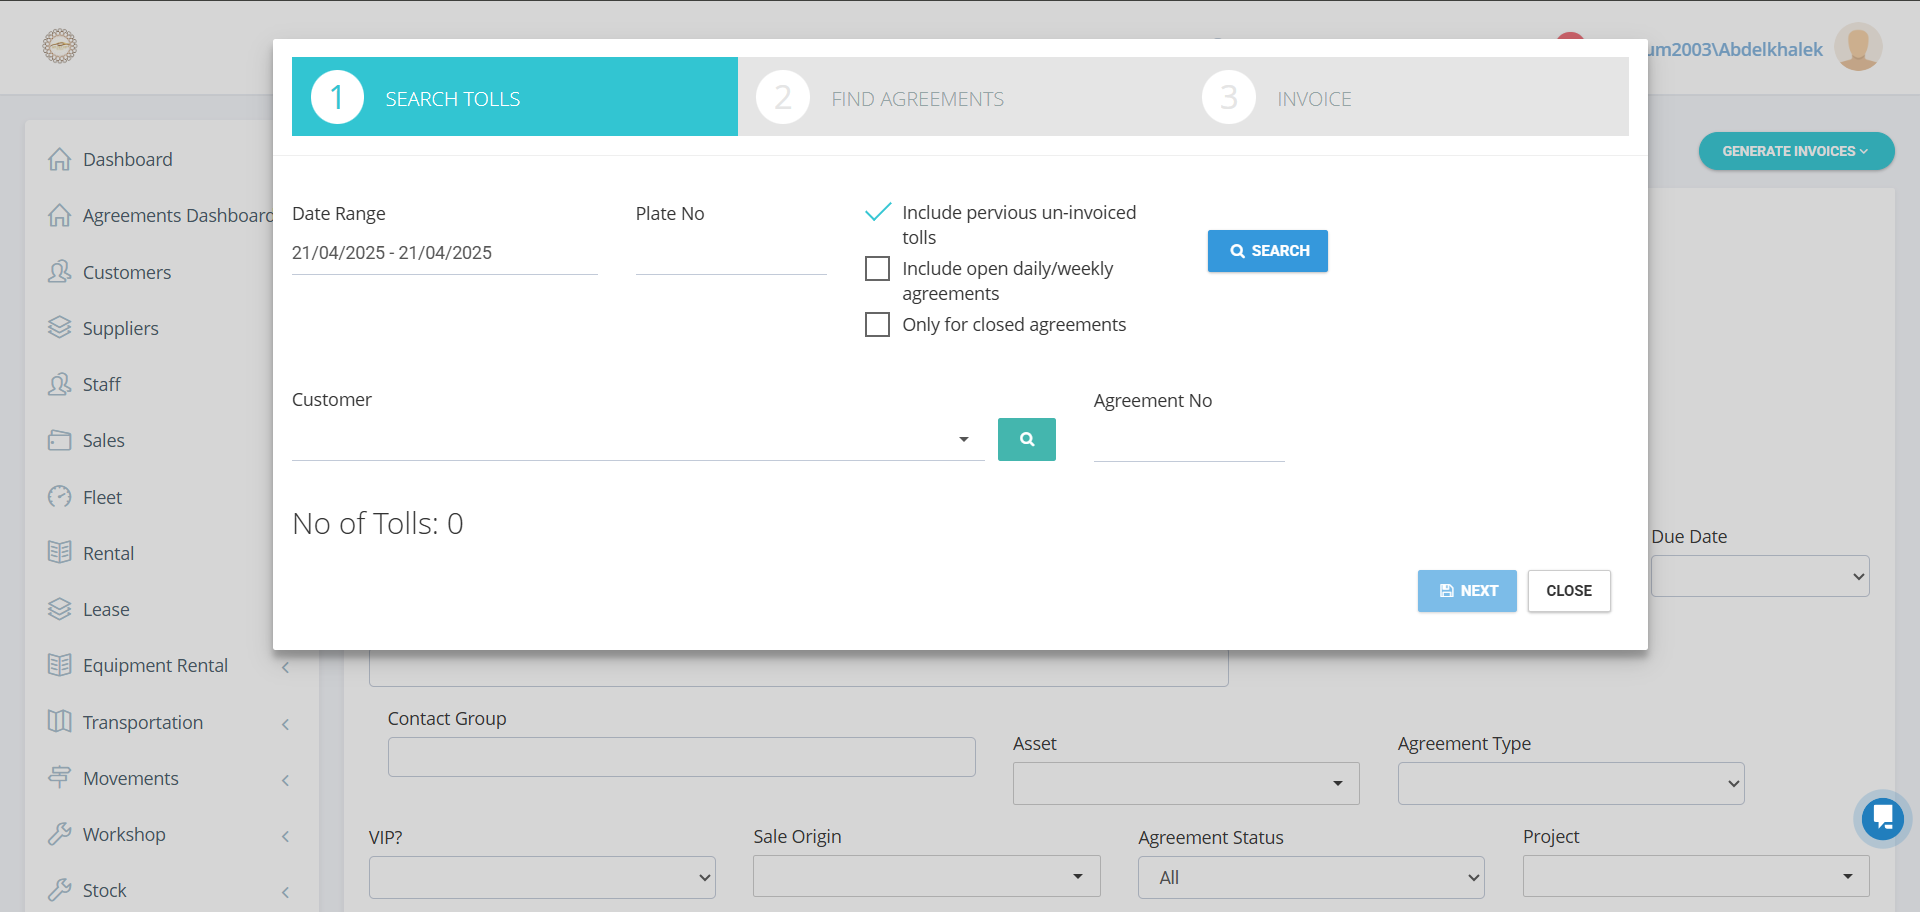 um2003\Abdelkhalek
1 SEARCH TOLLS
2 FIND AGREEMENTS
3 INVOICE
GENERATE INVOICES
Dashboard
Agreements Dashboard
Customers
Suppliers
Staff
Sales
Fleet
Rental
Lease
Equipment Rental
Transportation
Movements
Workshop
Stock
Date Range
21/04/2025 - 21/04/2025
Plate No
Include pervious un-invoiced
tolls
Include open daily/weekly
agreements
Only for closed agreements
SEARCH
Customer
Agreement No
No of Tolls: 0
NEXT
CLOSE
Due Date
Contact Group
Asset
Agreement Type
VIP?
Sale Origin
Agreement Status
All
Project